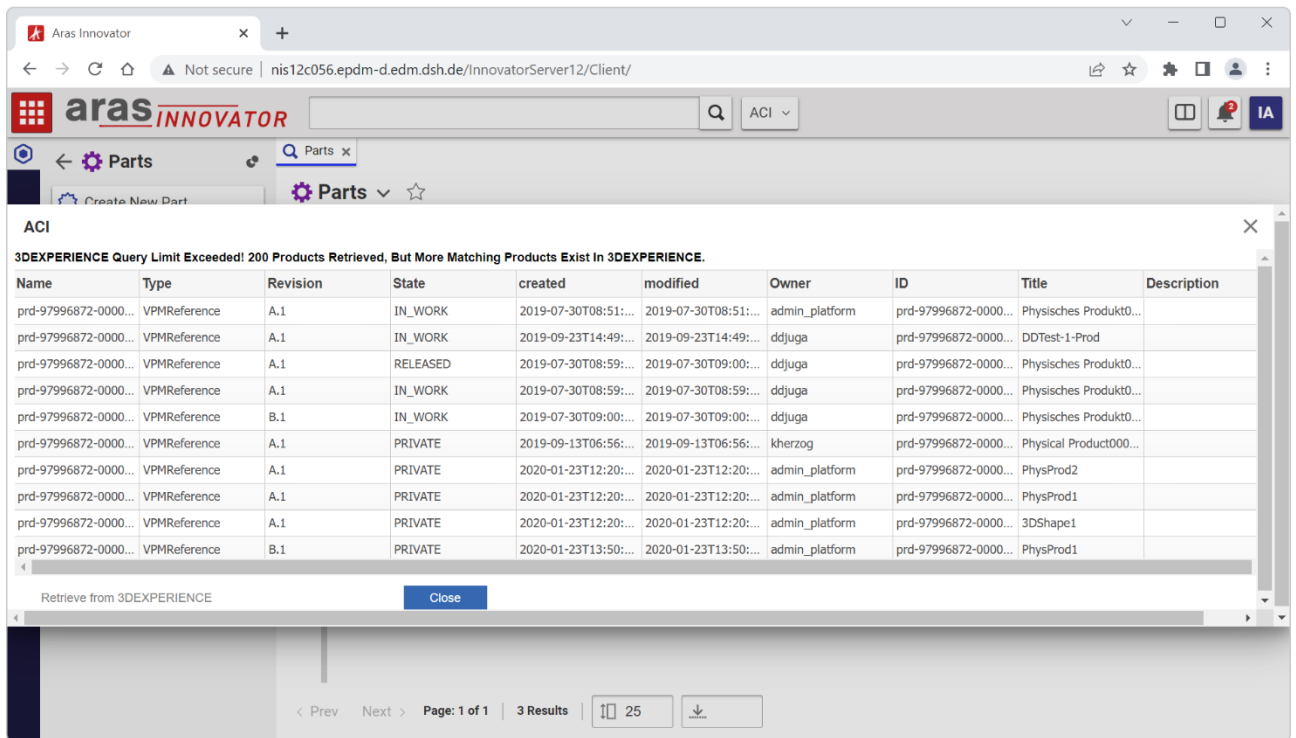 Aras Innovator
Not secure | nis12c056.epdm-d.edm.dsh.de/InnovatorServer12/Client/
aras INNOVATOR ACI 2 IA
Parts Parts
Create New Part Parts
ACI
3DEXPERIENCE Query Limit Exceeded! 200 Products Retrieved, But More Matching Products Exist In 3DEXPERIENCE.
Name Type Revision State created modified Owner ID Title Description
prd-97996872-0000... VPMReference A.1 IN_WORK 2019-07-30T08:51:... 2019-07-30T08:51:... admin_platform prd-97996872-0000... Physisches Produkt0...
prd-97996872-0000... VPMReference A.1 IN_WORK 2019-09-23T14:49:... 2019-09-23T14:49:... ddjuga prd-97996872-0000... DDTest-1-Prod
prd-97996872-0000... VPMReference A.1 RELEASED 2019-07-30T08:59:... 2019-07-30T09:00:... ddjuga prd-97996872-0000... Physisches Produkt0...
prd-97996872-0000... VPMReference A.1 IN_WORK 2019-07-30T08:59:... 2019-07-30T08:59:... ddjuga prd-97996872-0000... Physisches Produkt0...
prd-97996872-0000... VPMReference B.1 IN_WORK 2019-07-30T09:00:... 2019-07-30T09:00:... ddjuga prd-97996872-0000... Physisches Produkt0...
prd-97996872-0000... VPMReference A.1 PRIVATE 2019-09-13T06:56:... 2019-09-13T06:56:... kherzog prd-97996872-0000... Physical Product000...
prd-97996872-0000... VPMReference A.1 PRIVATE 2020-01-23T12:20:... 2020-01-23T12:20:... admin_platform prd-97996872-0000... PhysProd2
prd-97996872-0000... VPMReference A.1 PRIVATE 2020-01-23T12:20:... 2020-01-23T12:20:... admin_platform prd-97996872-0000... PhysProd1
prd-97996872-0000... VPMReference A.1 PRIVATE 2020-01-23T12:20:... 2020-01-23T12:20:... admin_platform prd-97996872-0000... 3DShape1
prd-97996872-0000... VPMReference B.1 PRIVATE 2020-01-23T13:50:... 2020-01-23T13:50:... admin_platform prd-97996872-0000... PhysProd1
Retrieve from 3DEXPERIENCE Close
< Prev Next > Page: 1 of 1 3 Results 25